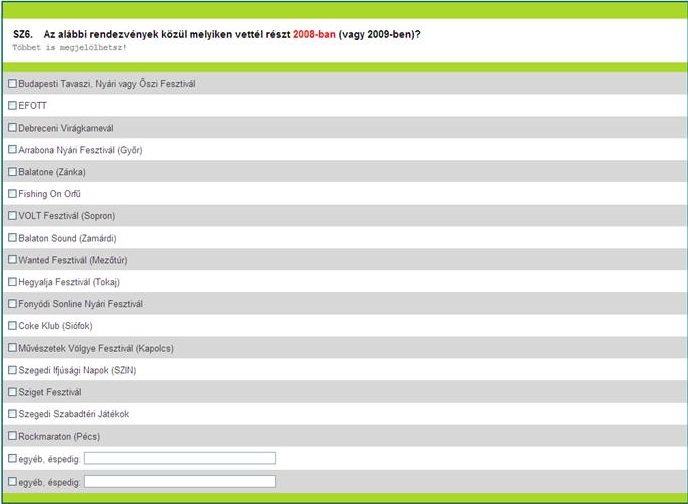 SZ6. Az alábbi rendezvények közül melyiken vettél részt 2008-ban (vagy 2009-ben)?
Többet is megjelölhetsz!
Budapesti Tavaszi, Nyári vagy Őszi Fesztivál
EFOTT
Debreceni Virágkarnevál
Arrabona Nyári Fesztivál (Győr)
Balatone (Zánka)
Fishing On Orfű
VOLT Fesztivál (Sopron)
Balaton Sound (Zamárdi)
Wanted Fesztivál (Mezőtúr)
Hegyalja Fesztivál (Tokaj)
Fonyódi Sonline Nyári Fesztivál
Coke Klub (Siófok)
Művészetek Völgye Fesztivál (Kapolcs)
Szegedi Ifjúsági Napok (SZIN)
Sziget Fesztivál
Szegedi Szabadtéri Játékok
Rockmaraton (Pécs)
egyéb, éspedig:
egyéb, éspedig: